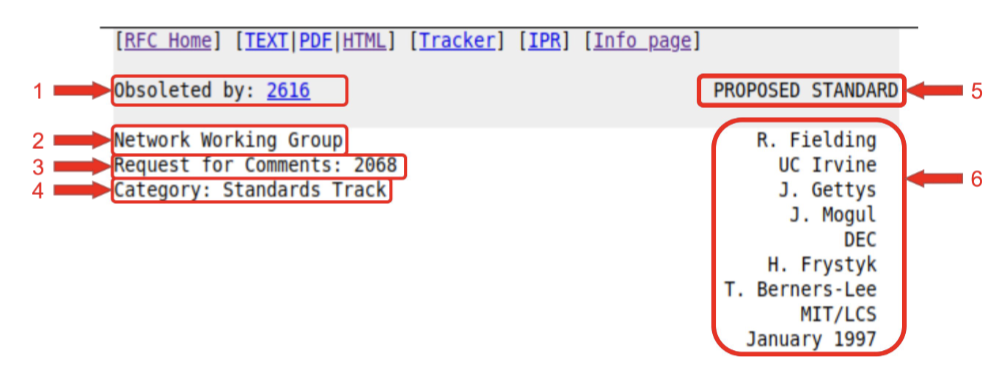 [RFC Home] [TEXT|PDF|HTML] [Tracker] [IPR] [Info page]
1 Obsoleted by: 2616 PROPOSED STANDARD 5
2 Network Working Group R. Fielding
3 Request for Comments: 2068 UC Irvine 6
4 Category: Standards Track J. Gettys
J. Mogul
DEC
H. Frystyk
T. Berners-Lee
MIT/LCS
January 1997